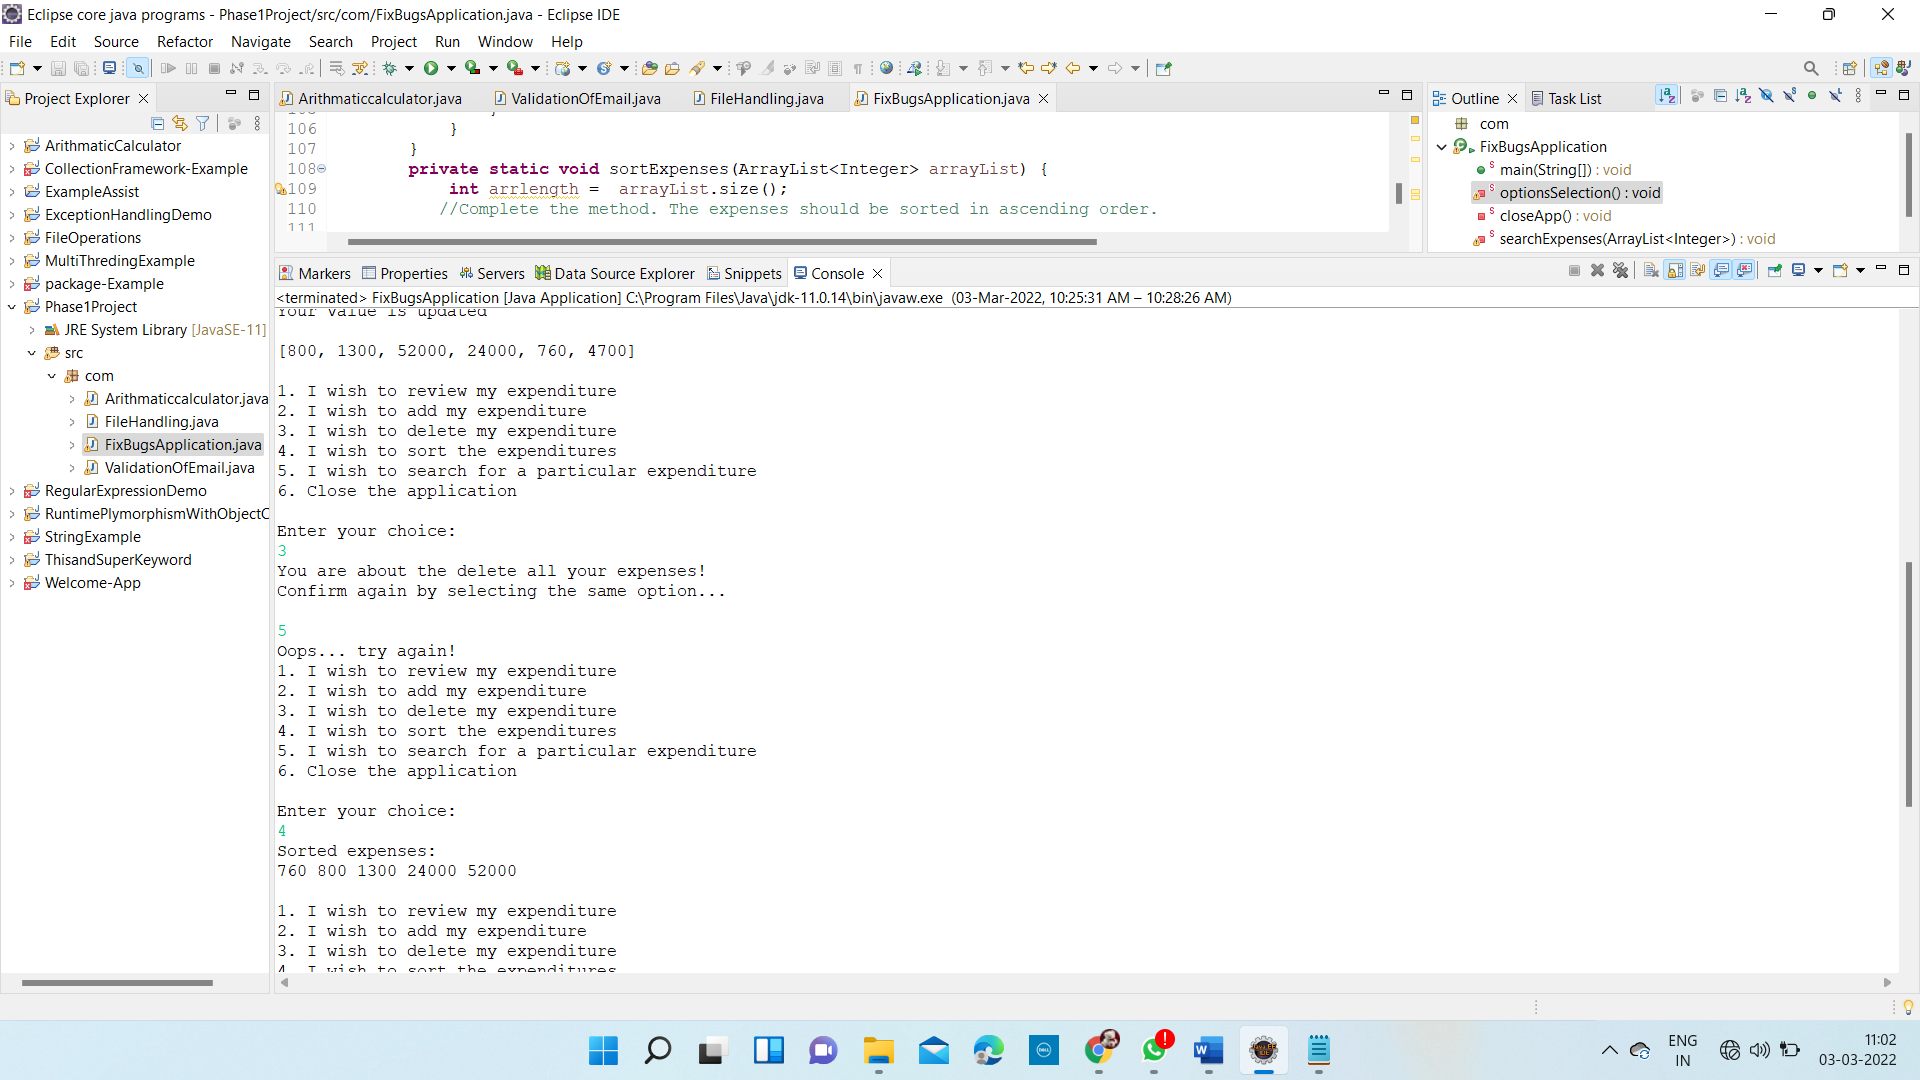 Eclipse core java programs - Phase1Project/src/com/FixBugsApplication.java - Eclipse IDE
File Edit Source Refactor Navigate Search Project Run Window Help
Project Explorer
ArithmaticCalculator
CollectionFramework-Example
ExampleAssist
ExceptionHandlingDemo
FileOperations
MultiThredingExample
package-Example
Phase1Project
JRE System Library [JavaSE-11]
src
com
Arithmaticcalculator.java
FileHandling.java
FixBugsApplication.java
ValidationOfEmail.java
RegularExpressionDemo
RuntimePlymorphismWithObjectC
StringExample
ThisandSuperKeyword
Welcome-App
Arithmaticcalculator.java ValidationOfEmail.java FileHandling.java FixBugsApplication.java
106 }
107 }
108 private static void sortExpenses(ArrayList<Integer> arrayList) {
109 int arrlength = arrayList.size();
110 //Complete the method. The expenses should be sorted in ascending order.
111
Outline Task List
com
FixBugsApplication
main(String[]) : void
optionsSelection() : void
closeApp() : void
searchExpenses(ArrayList<Integer>) : void
Markers Properties Servers Data Source Explorer Snippets Console
<terminated> FixBugsApplication [Java Application] C:\Program Files\Java\jdk-11.0.14\bin\javaw.exe (03-Mar-2022, 10:25:31 AM – 10:28:26 AM)
Your value is updated
[800, 1300, 52000, 24000, 760, 4700]
1. I wish to review my expenditure
2. I wish to add my expenditure
3. I wish to delete my expenditure
4. I wish to sort the expenditures
5. I wish to search for a particular expenditure
6. Close the application
Enter your choice:
3
You are about the delete all your expenses!
Confirm again by selecting the same option...
5
Oops... try again!
1. I wish to review my expenditure
2. I wish to add my expenditure
3. I wish to delete my expenditure
4. I wish to sort the expenditures
5. I wish to search for a particular expenditure
6. Close the application
Enter your choice:
4
Sorted expenses:
760 800 1300 24000 52000
1. I wish to review my expenditure
2. I wish to add my expenditure
3. I wish to delete my expenditure
4. I wish to sort the expenditures
ENG
IN
11:02
03-03-2022